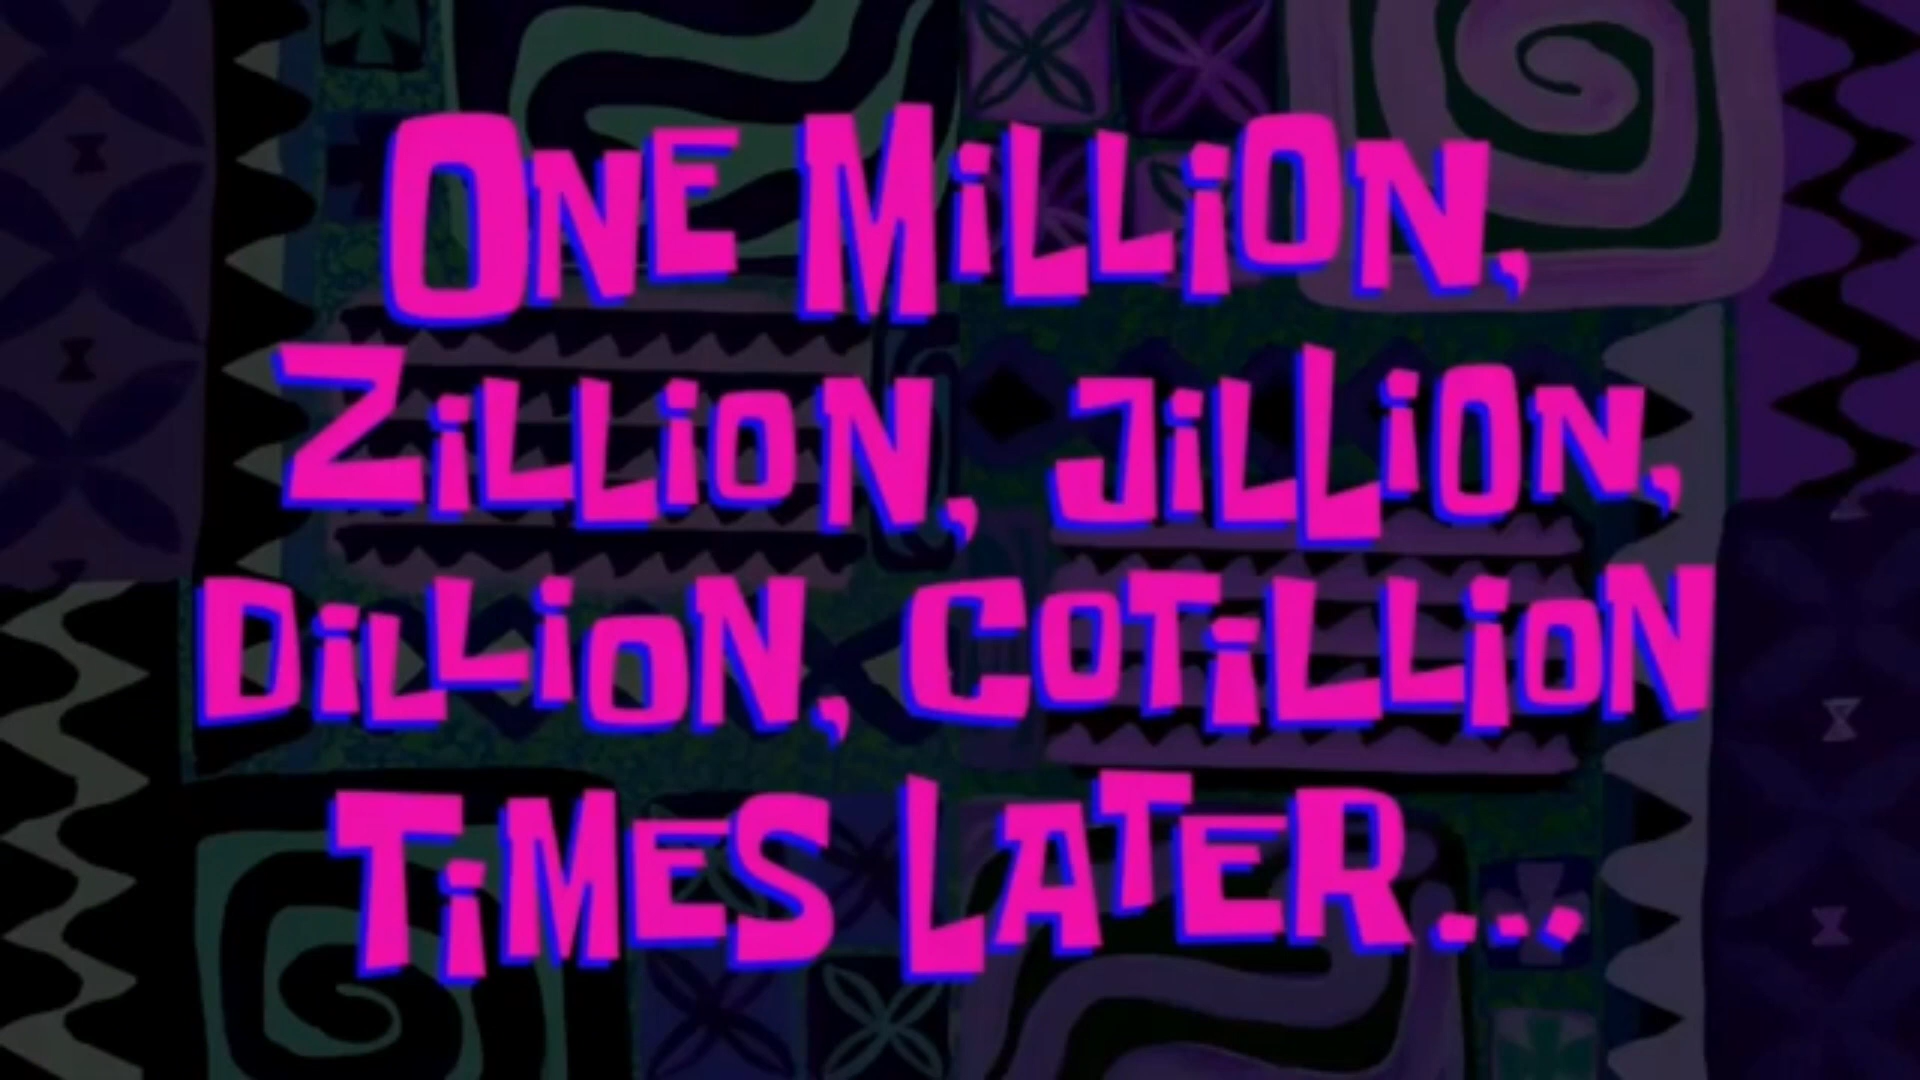 One Million,
Zillion, Jillion,
Dillion, Cotillion
Times Later...